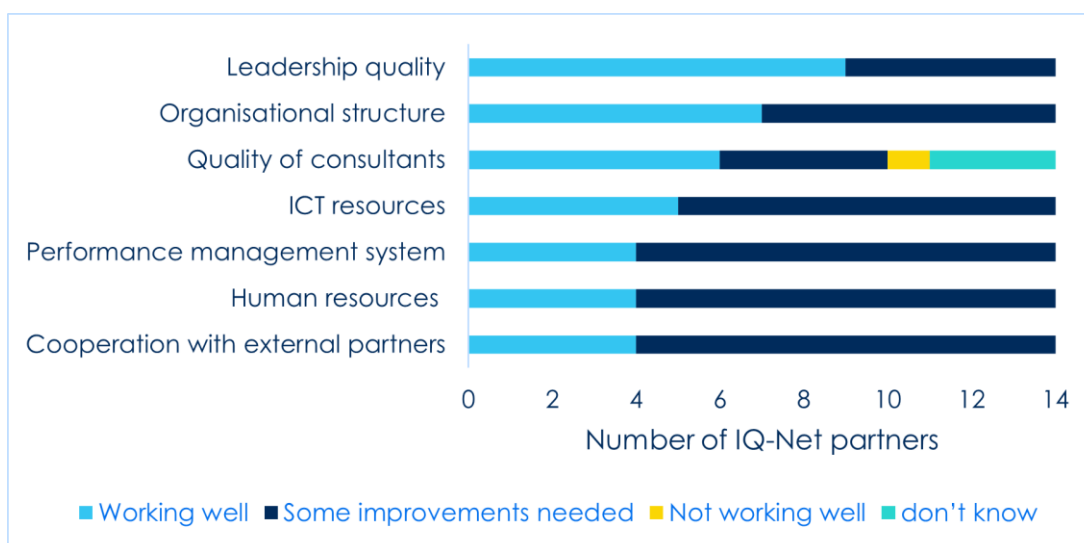 Leadership quality
Organisational structure
Quality of consultants
ICT resources
Performance management system
Human resources
Cooperation with external partners
0 2 4 6 8 10 12 14
Number of IQ-Net partners
Working well Some improvements needed Not working well don't know